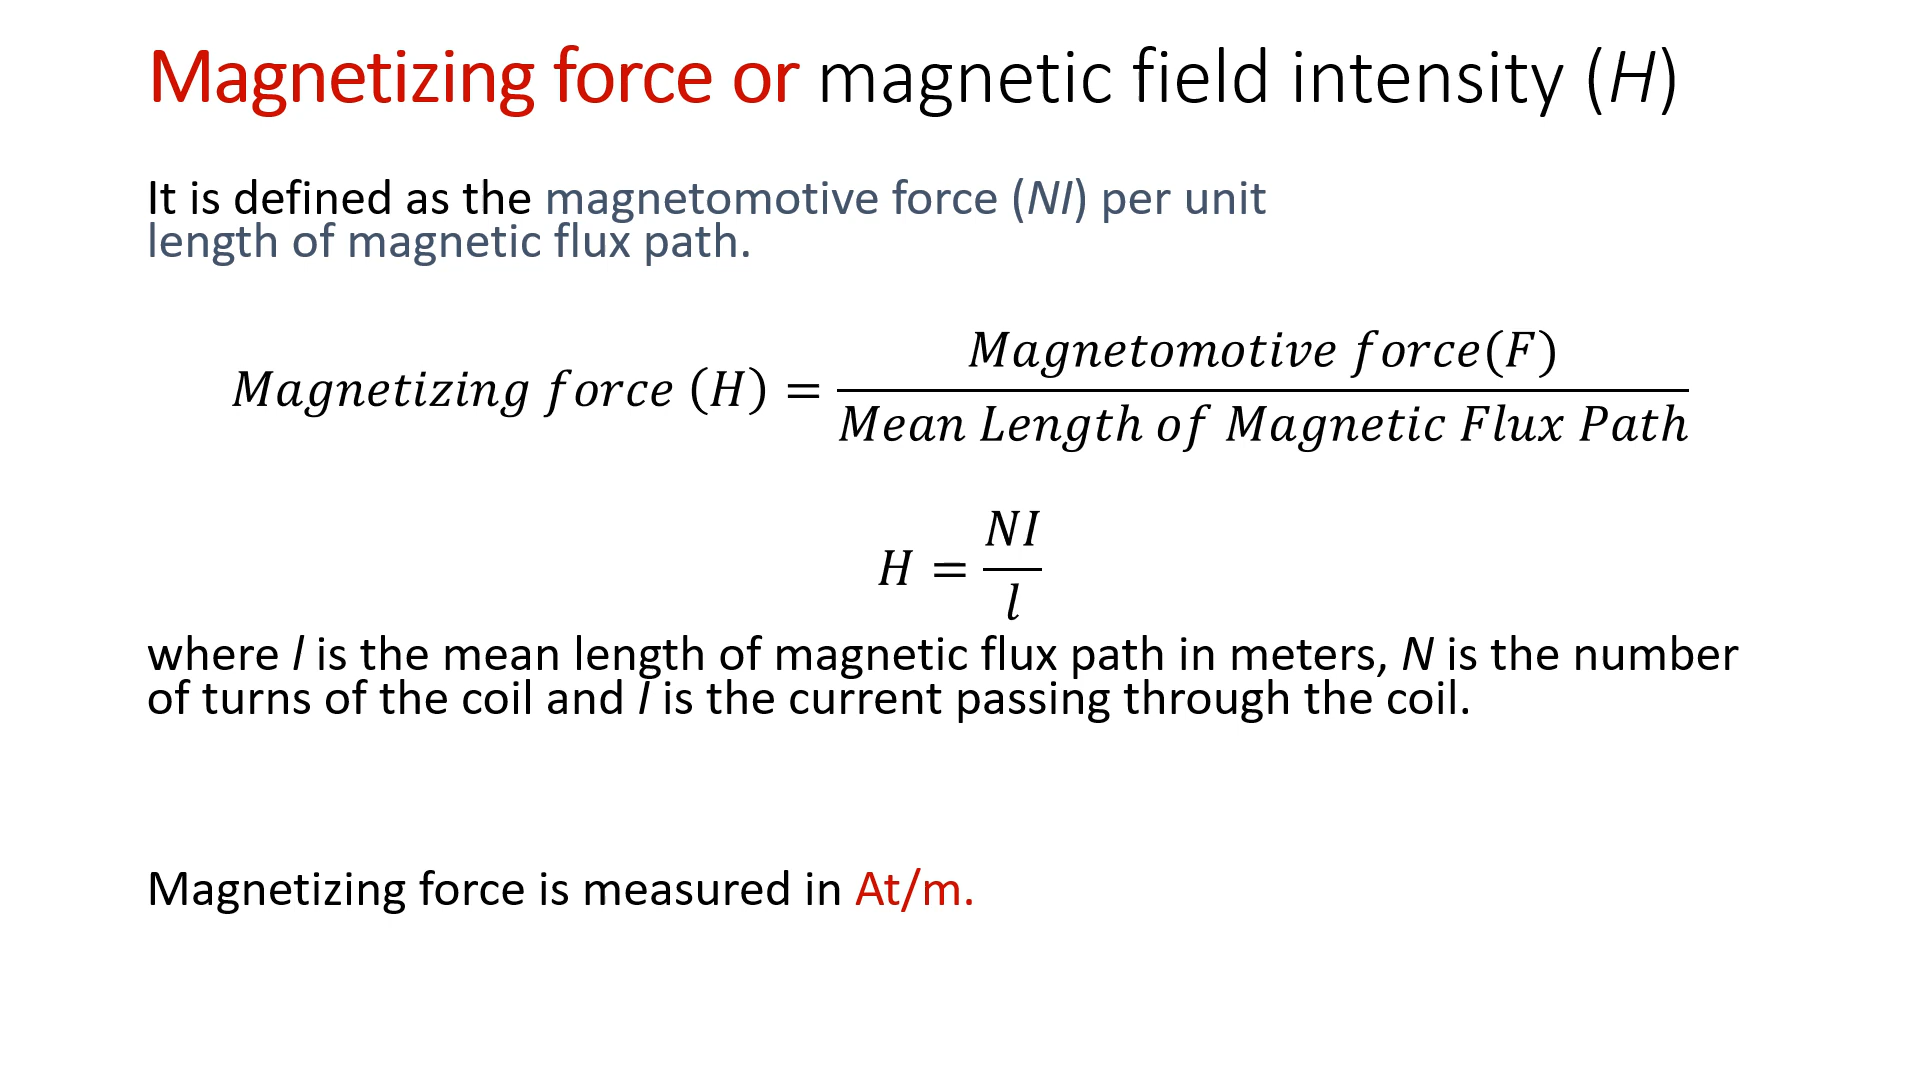 Magnetizing force or magnetic field intensity (H)
It is defined as the magnetomotive force (NI) per unit
length of magnetic flux path.
Magnetizing force (H) = Magnetomotive force(F) / Mean Length of Magnetic Flux Path
H = NI / l
where l is the mean length of magnetic flux path in meters, N is the number
of turns of the coil and I is the current passing through the coil.
Magnetizing force is measured in At/m.